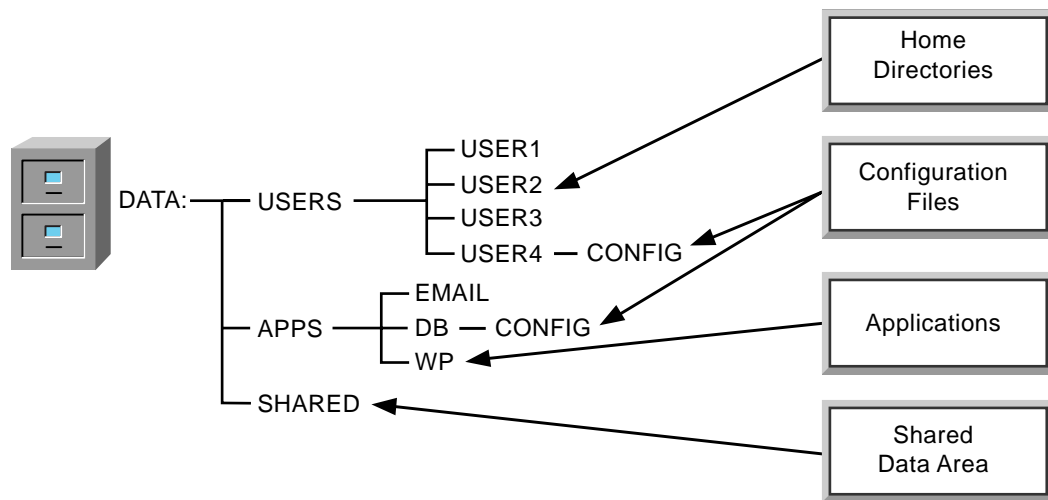 Home
Directories
USER1
USER2
Configuration
Files
DATA:
USERS
USER3
USER4
CONFIG
EMAIL
APPS
DB
CONFIG
Applications
WP
SHARED
Shared
Data Area